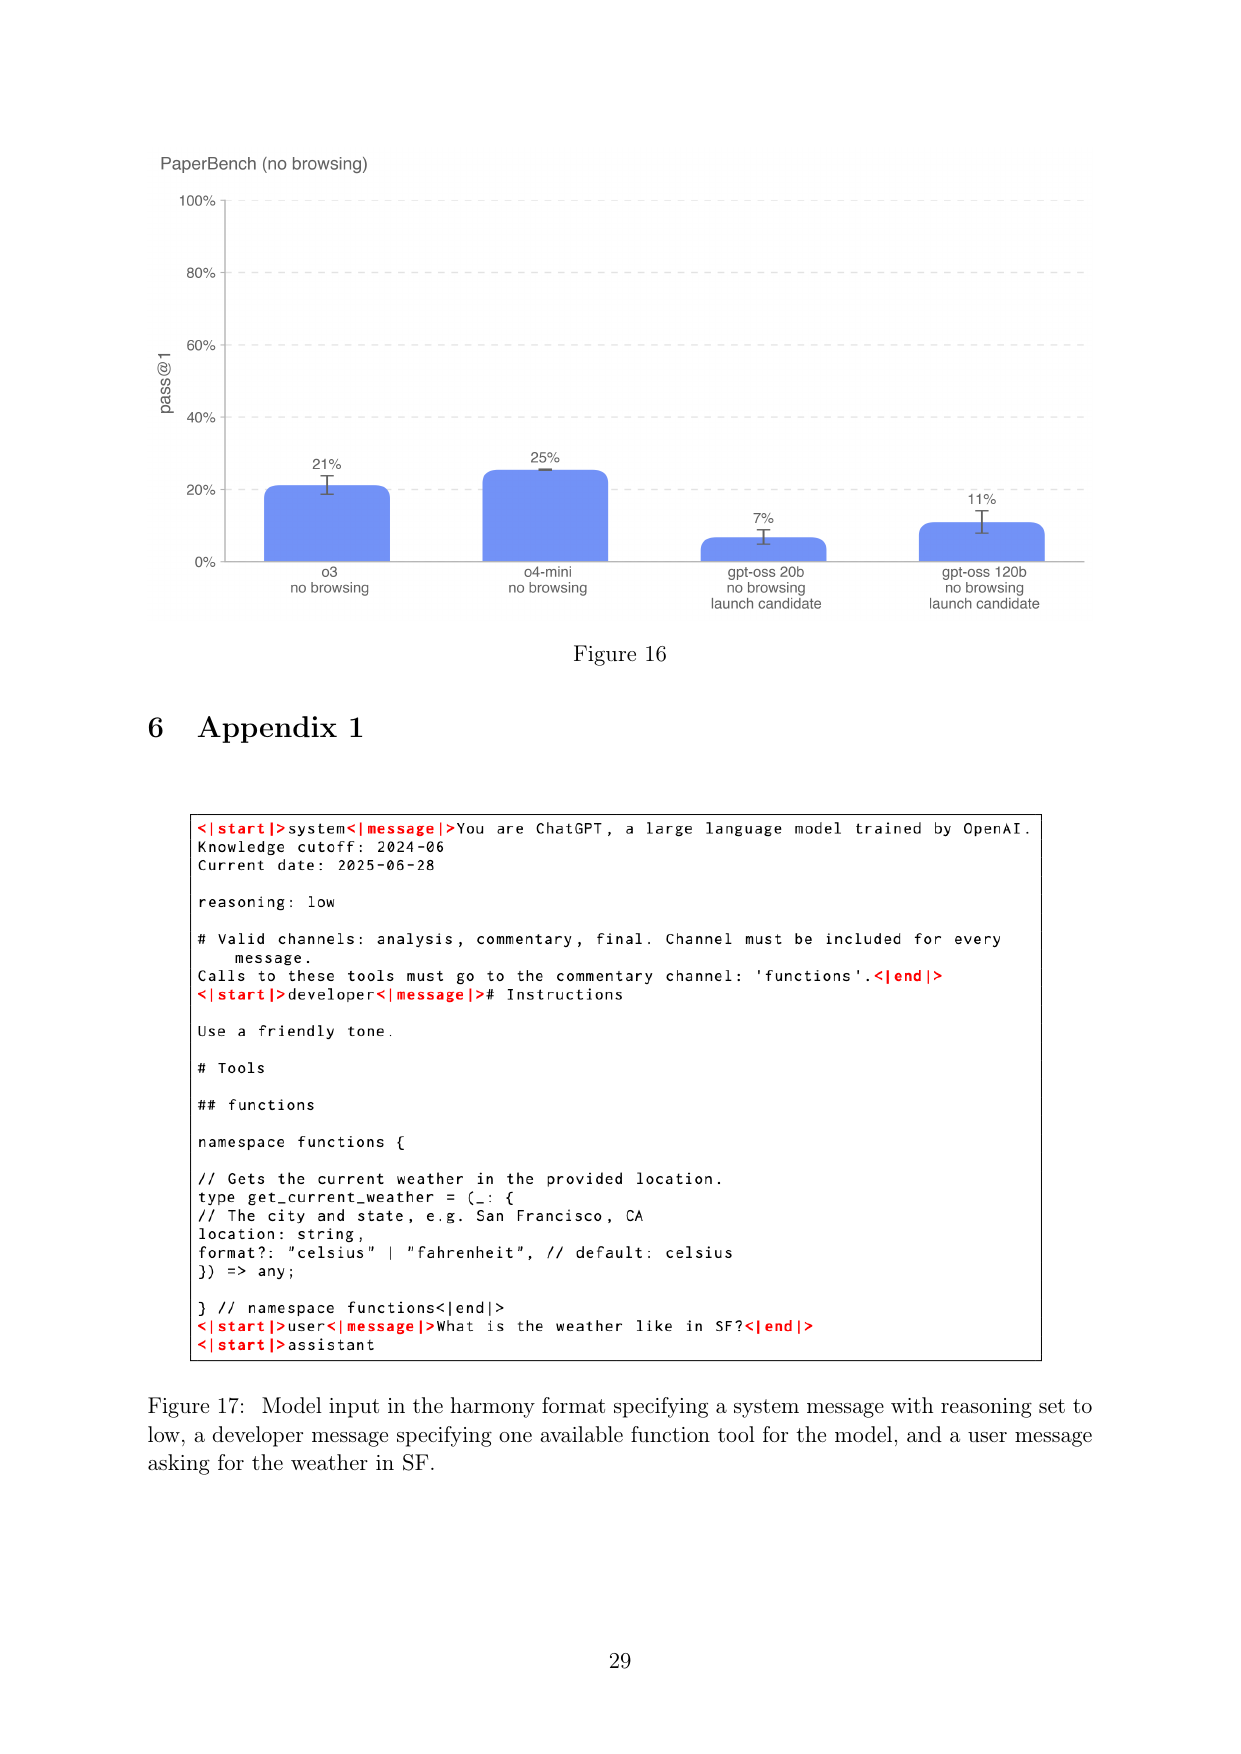 PaperBench (no browsing)
100%
80%
60%
40%
20%
0%
pass@1
21%
25%
7%
11%
o3
no browsing
o4-mini
no browsing
gpt-oss 20b
no browsing
launch candidate
gpt-oss 120b
no browsing
launch candidate
Figure 16
6 Appendix 1
<|start|>system<|message|>You are ChatGPT, a large language model trained by OpenAI.
Knowledge cutoff: 2024-06
Current date: 2025-06-28
reasoning: low
# Valid channels: analysis, commentary, final. Channel must be included for every
message.
Calls to these tools must go to the commentary channel: 'functions'.<|end|>
<|start|>developer<|message|># Instructions
Use a friendly tone.
# Tools
## functions
namespace functions {
// Gets the current weather in the provided location.
type get_current_weather = (_: {
// The city and state, e.g. San Francisco, CA
location: string,
format?: "celsius" | "fahrenheit", // default: celsius
}) => any;
} // namespace functions<|end|>
<|start|>user<|message|>What is the weather like in SF?<|end|>
<|start|>assistant
Figure 17: Model input in the harmony format specifying a system message with reasoning set to
low, a developer message specifying one available function tool for the model, and a user message
asking for the weather in SF.
29